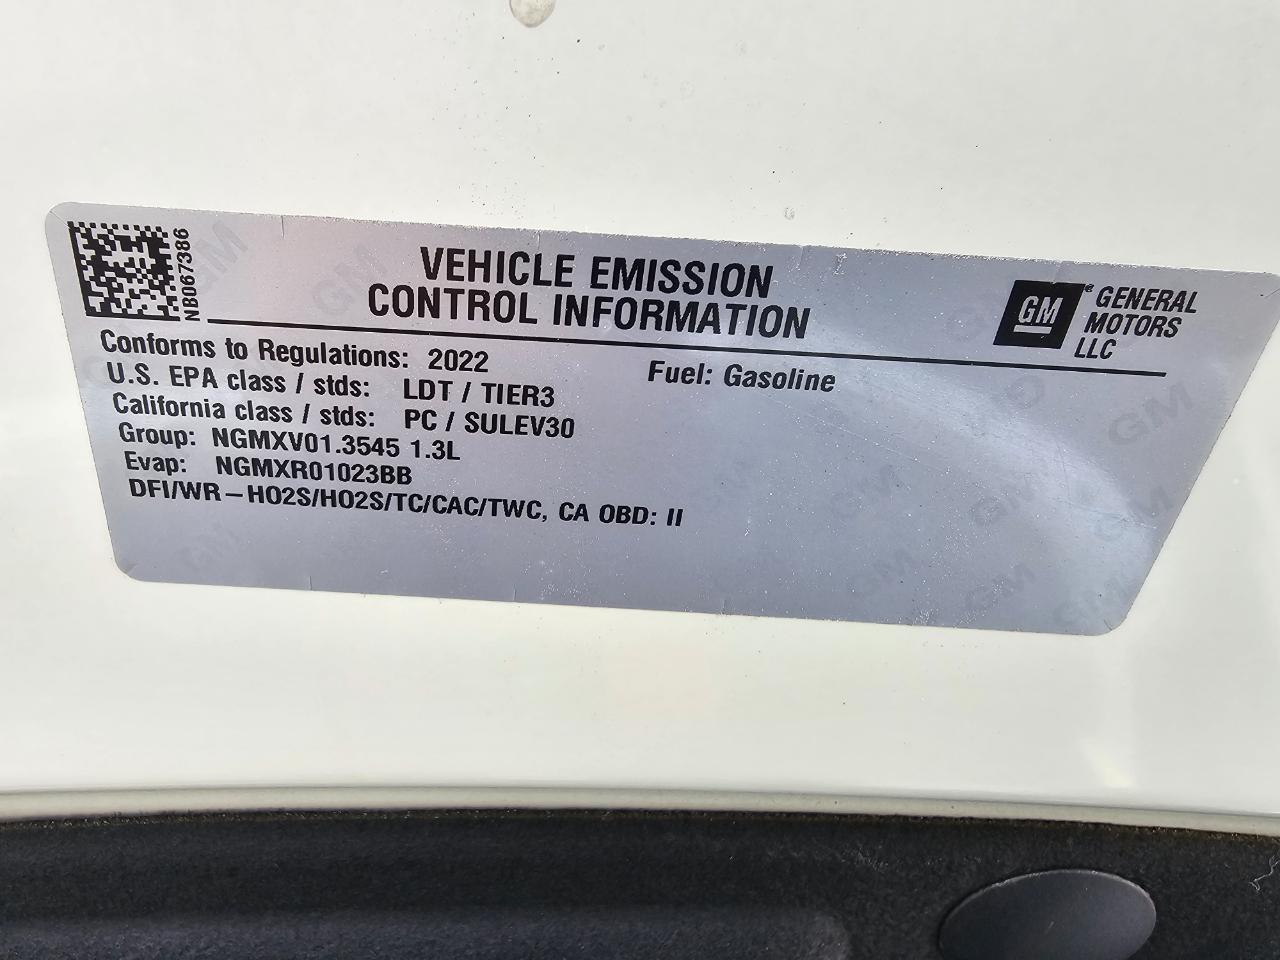 NB067386
VEHICLE EMISSION
CONTROL INFORMATION
GM® GENERAL
MOTORS
LLC
Conforms to Regulations: 2022
Fuel: Gasoline
U.S. EPA class / stds: LDT / TIER3
California class / stds: PC / SULEV30
Group: NGMXV01.3545 1.3L
Evap: NGMXR01023BB
DFI/WR-HO2S/HO2S/TC/CAC/TWC, CA OBD: II